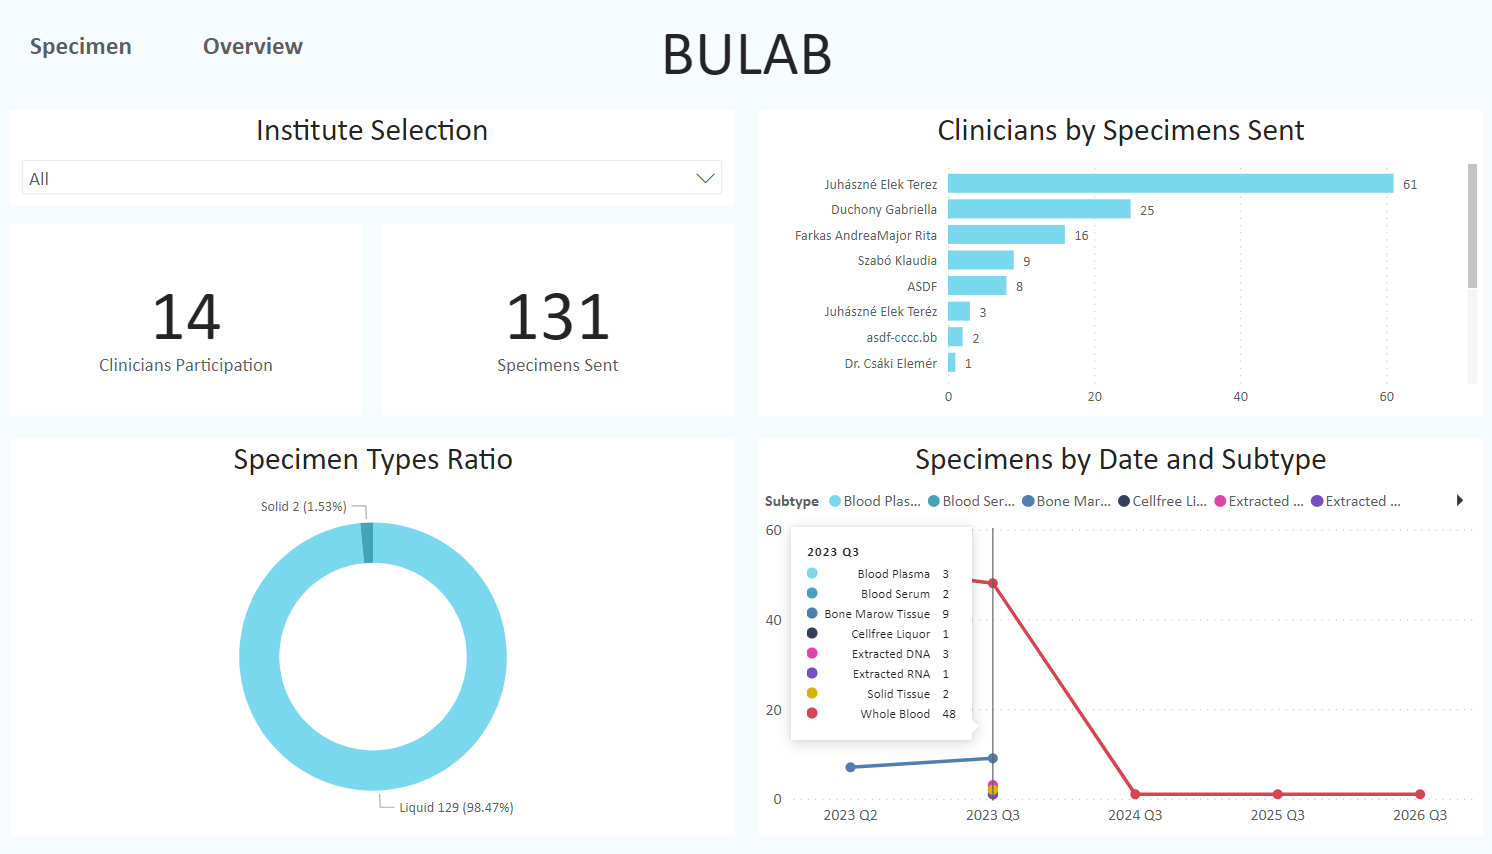 Specimen
Overview
BULAB
Institute Selection
All
14
Clinicians Participation
131
Specimens Sent
Clinicians by Specimens Sent
Juhászné Elek Terez 61
Duchony Gabriella 25
Farkas AndreaMajor Rita 16
Szabó Klaudia 9
ASDF 8
Juhászné Elek Teréz 3
asdf-cccc.bb 2
Dr. Csáki Elemér 1
0 20 40 60
Specimen Types Ratio
Solid 2 (1.53%)
Liquid 129 (98.47%)
Specimens by Date and Subtype
Subtype Blood Plas... Blood Ser... Bone Mar... Cellfree Li... Extracted ... Extracted ...
60
40
20
0
2023 Q3
Blood Plasma 3
Blood Serum 2
Bone Marow Tissue 9
Cellfree Liquor 1
Extracted DNA 3
Extracted RNA 1
Solid Tissue 2
Whole Blood 48
2023 Q2 2023 Q3 2024 Q3 2025 Q3 2026 Q3